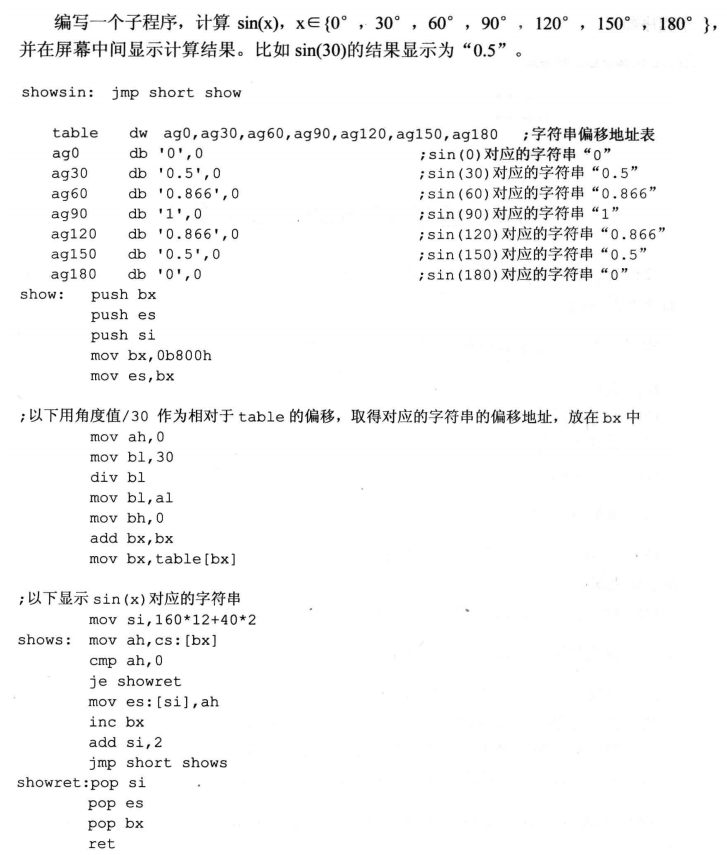 编写一个子程序，计算 sin(x)，x∈{0°，30°，60°，90°，120°，150°，180°}，
并在屏幕中间显示计算结果。比如 sin(30)的结果显示为“0.5”。
showsin: jmp short show
table dw ag0,ag30,ag60,ag90,ag120,ag150,ag180 ;字符串偏移地址表
ag0 db '0',0 ;sin(0)对应的字符串“0”
ag30 db '0.5',0 ;sin(30)对应的字符串“0.5”
ag60 db '0.866',0 ;sin(60)对应的字符串“0.866”
ag90 db '1',0 ;sin(90)对应的字符串“1”
ag120 db '0.866',0 ;sin(120)对应的字符串“0.866”
ag150 db '0.5',0 ;sin(150)对应的字符串“0.5”
ag180 db '0',0 ;sin(180)对应的字符串“0”
show: push bx
push es
push si
mov bx,0b800h
mov es,bx
;以下用角度值/30 作为相对于 table 的偏移，取得对应的字符串的偏移地址，放在 bx 中
mov ah,0
mov bl,30
div bl
mov bl,al
mov bh,0
add bx,bx
mov bx,table[bx]
;以下显示 sin(x)对应的字符串
mov si,160*12+40*2
shows: mov ah,cs:[bx]
cmp ah,0
je showret
mov es:[si],ah
inc bx
add si,2
jmp short shows
showret:pop si
pop es
pop bx
ret